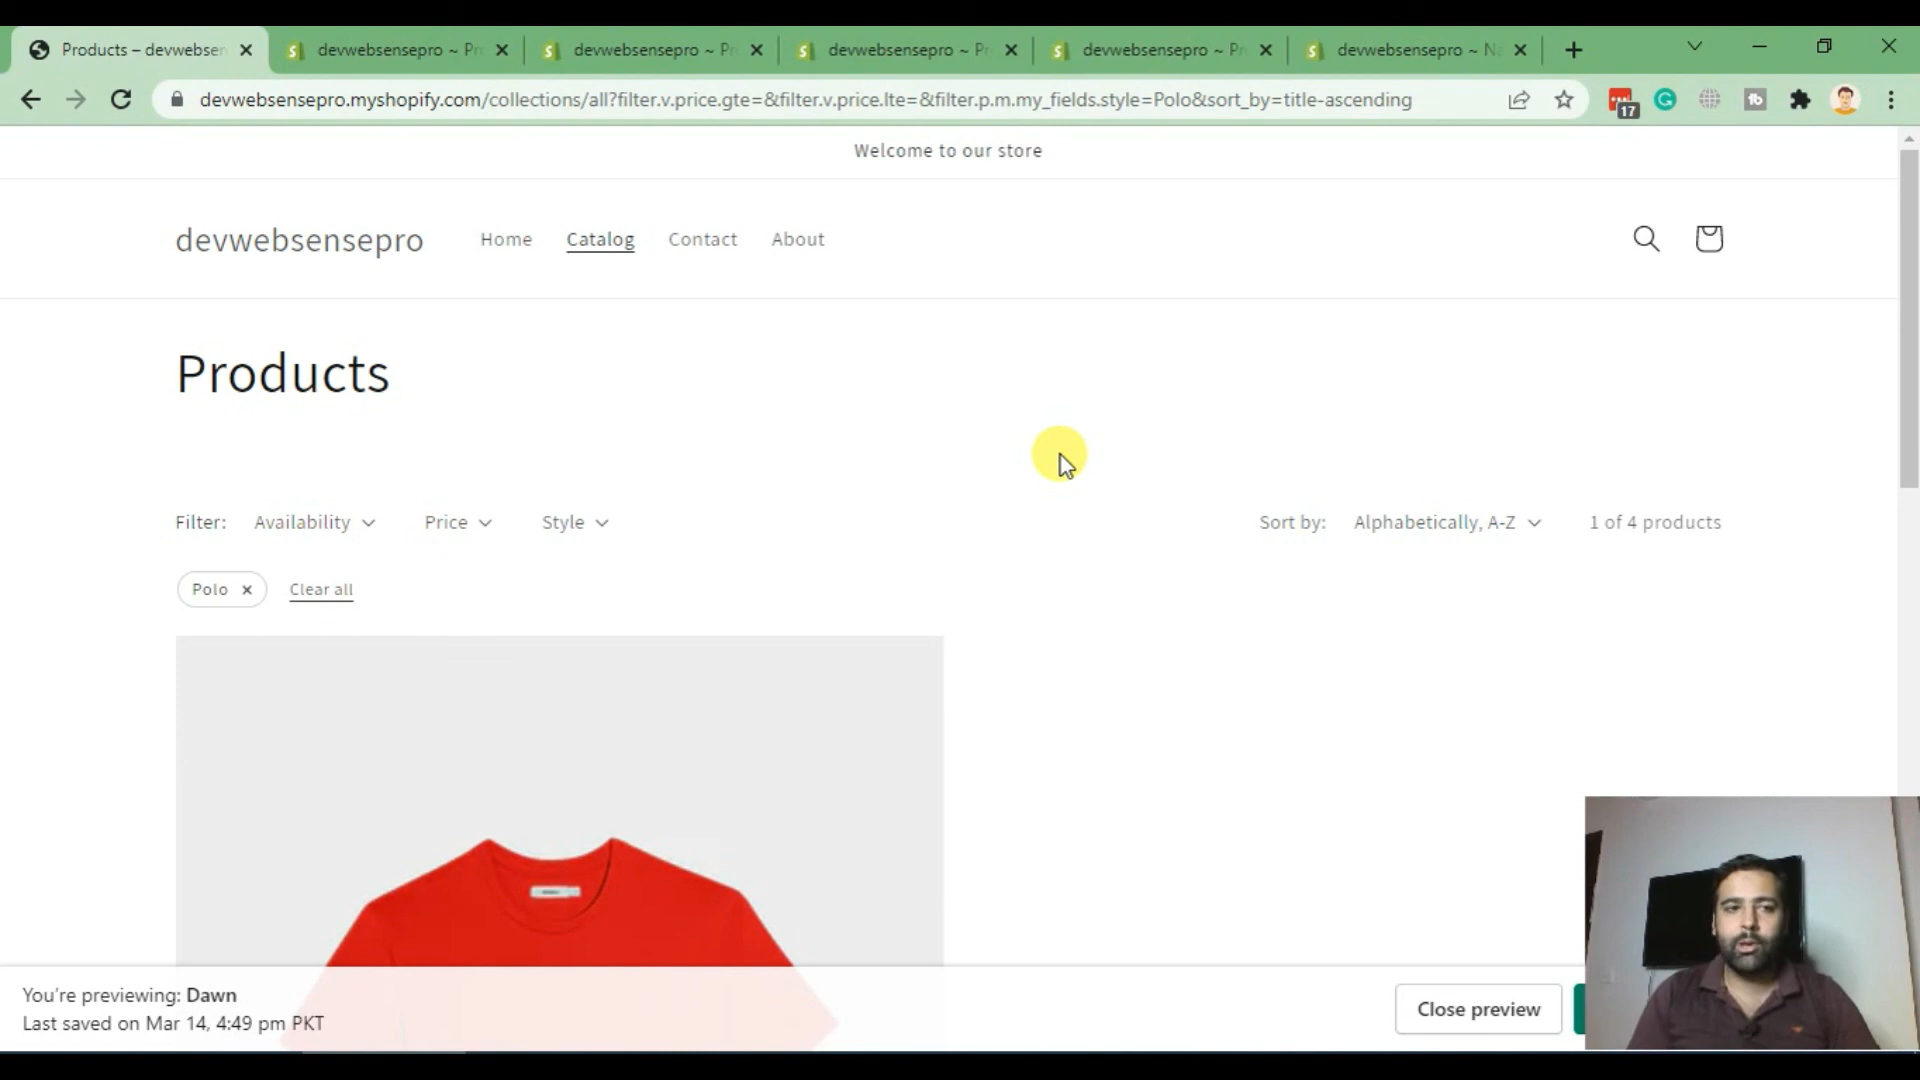 Products – devwebsen
devwebsensepro ~ Pr
devwebsensepro ~ Pr
devwebsensepro ~ Pr
devwebsensepro ~ Pr
devwebsensepro ~ Na
devwebsensepro.myshopify.com/collections/all?filter.v.price.gte=&filter.v.price.lte=&filter.p.m.my_fields.style=Polo&sort_by=title-ascending
17
Welcome to our store
devwebsensepro
Home
Catalog
Contact
About
Products
Filter:
Availability
Price
Style
Sort by:
Alphabetically, A-Z
1 of 4 products
Polo
Clear all
You're previewing: Dawn
Last saved on Mar 14, 4:49 pm PKT
Close preview